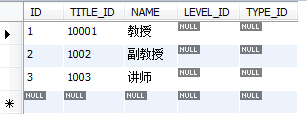 ID TITLE_ID NAME LEVEL_ID TYPE_ID
1 10001 教授 NULL NULL
2 1002 副教授 NULL NULL
3 1003 讲师 NULL NULL
NULL NULL NULL NULL NULL